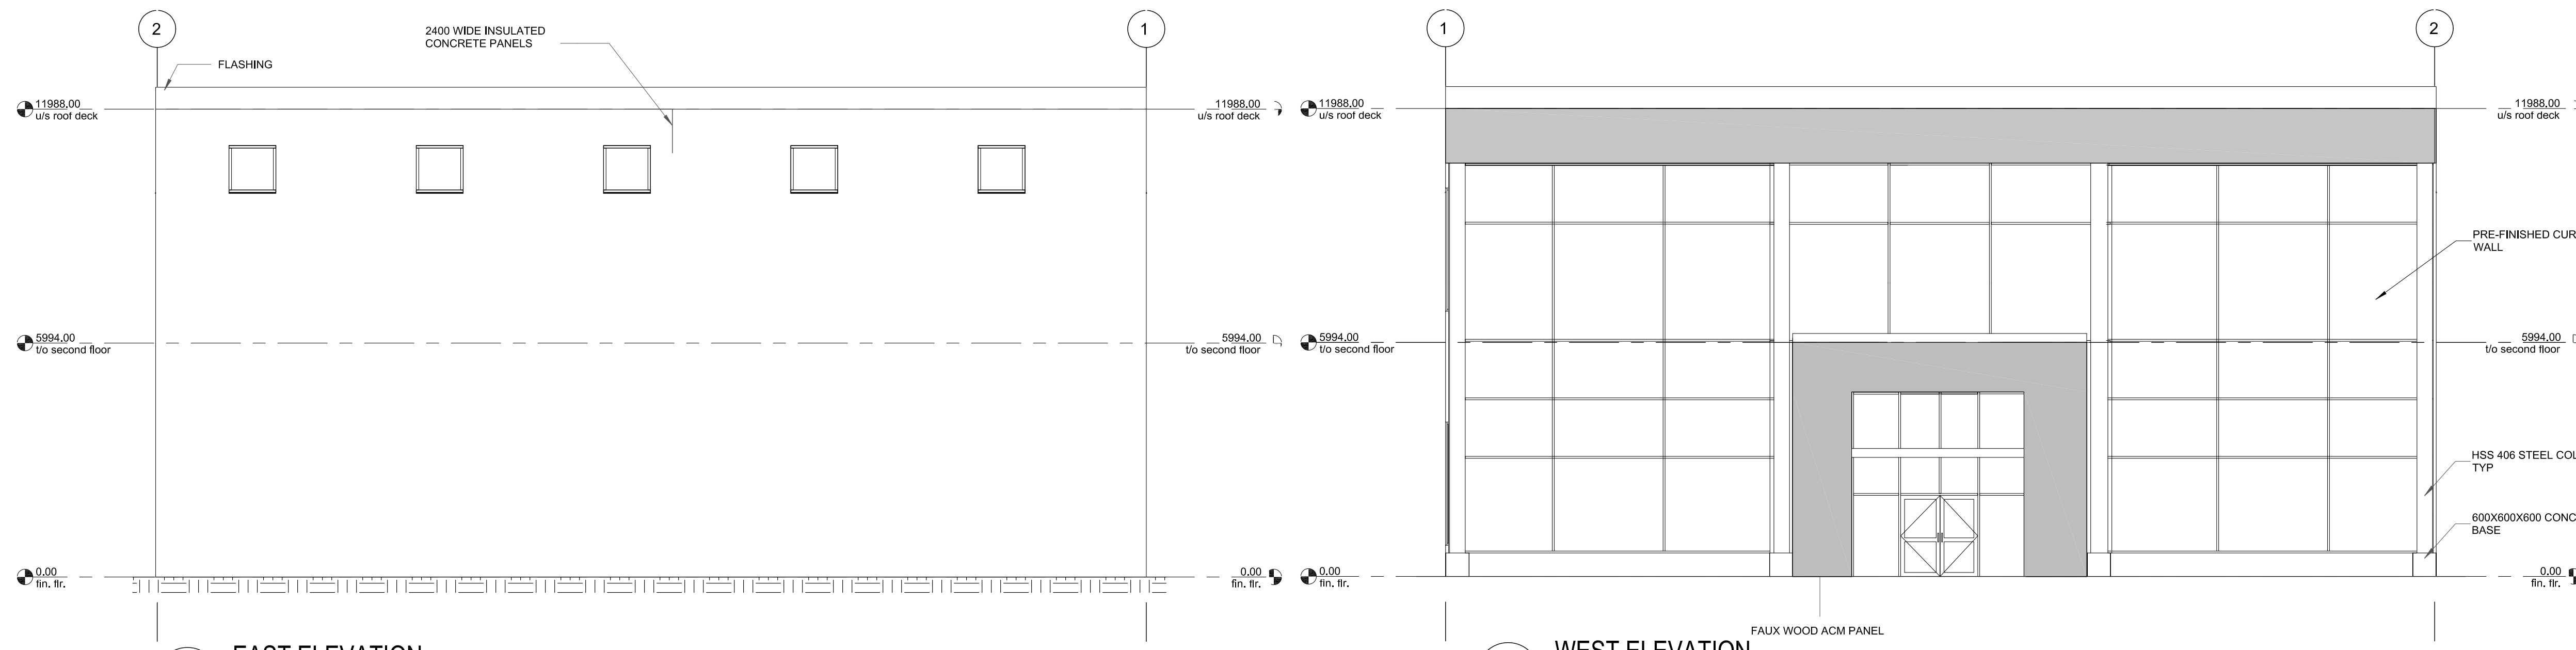 2
1
1
2
2400 WIDE INSULATED
CONCRETE PANELS
FLASHING
11988.00
u/s roof deck
11988.00
u/s roof deck
11988.00
u/s roof deck
11988.00
u/s roof deck
PRE-FINISHED CUR
WALL
5994.00
t/o second floor
5994.00
t/o second floor
5994.00
t/o second floor
5994.00
t/o second floor
HSS 406 STEEL COL
TYP
600X600X600 CONC
BASE
0.00
fin. flr.
0.00
fin. flr.
0.00
fin. flr.
0.00
fin. flr.
FAUX WOOD ACM PANEL
EAST ELEVATION
WEST ELEVATION